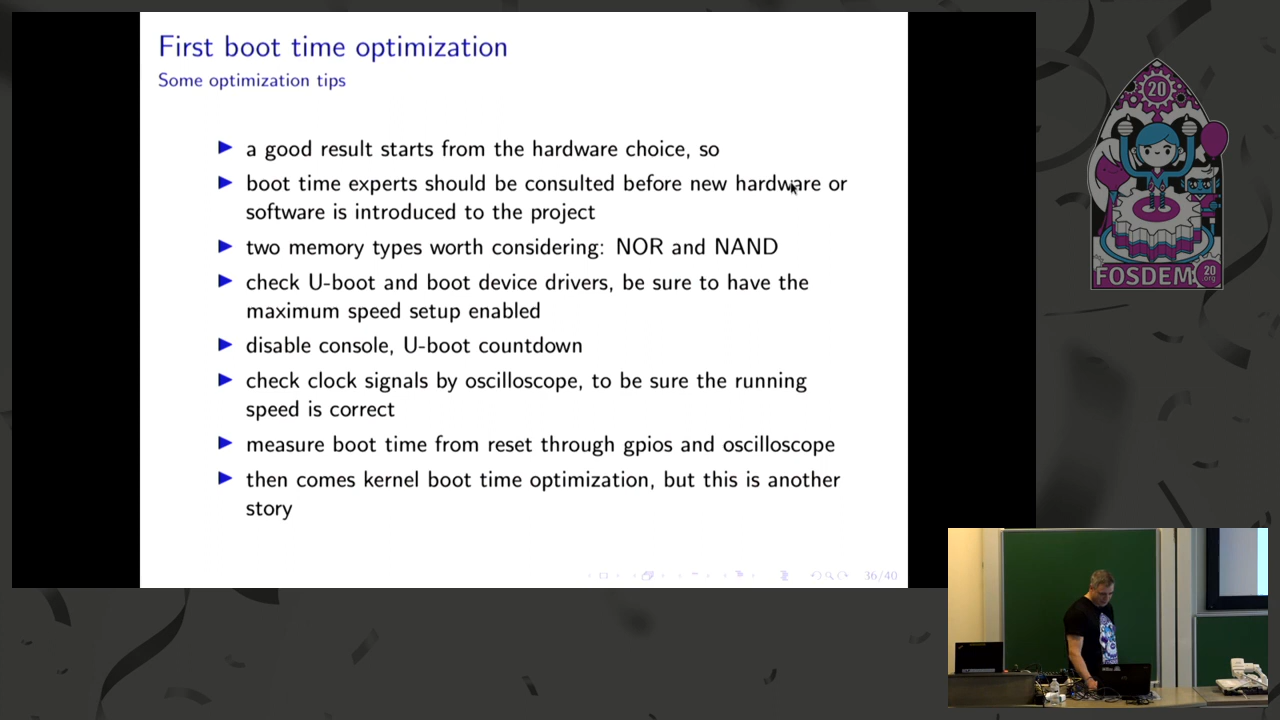 First boot time optimization
Some optimization tips
a good result starts from the hardware choice, so
boot time experts should be consulted before new hardware or
software is introduced to the project
two memory types worth considering: NOR and NAND
check U-boot and boot device drivers, be sure to have the
maximum speed setup enabled
disable console, U-boot countdown
check clock signals by oscilloscope, to be sure the running
speed is correct
measure boot time from reset through gpios and oscilloscope
then comes kernel boot time optimization, but this is another
story
36/40
20
FOSDEM
20
.org